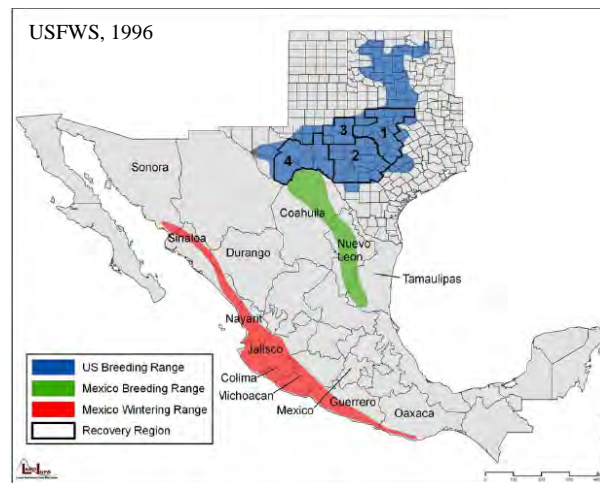 USFWS, 1996
1
3
2
4
Sonora
Coahuila
Sinaloa
Durango
Nuevo
Leon
Tamaulipas
Nayarit
Jalisco
Colima
Michoacan
Mexico
Guerrero
Oaxaca
US Breeding Range
Mexico Breeding Range
Mexico Wintering Range
Recovery Region